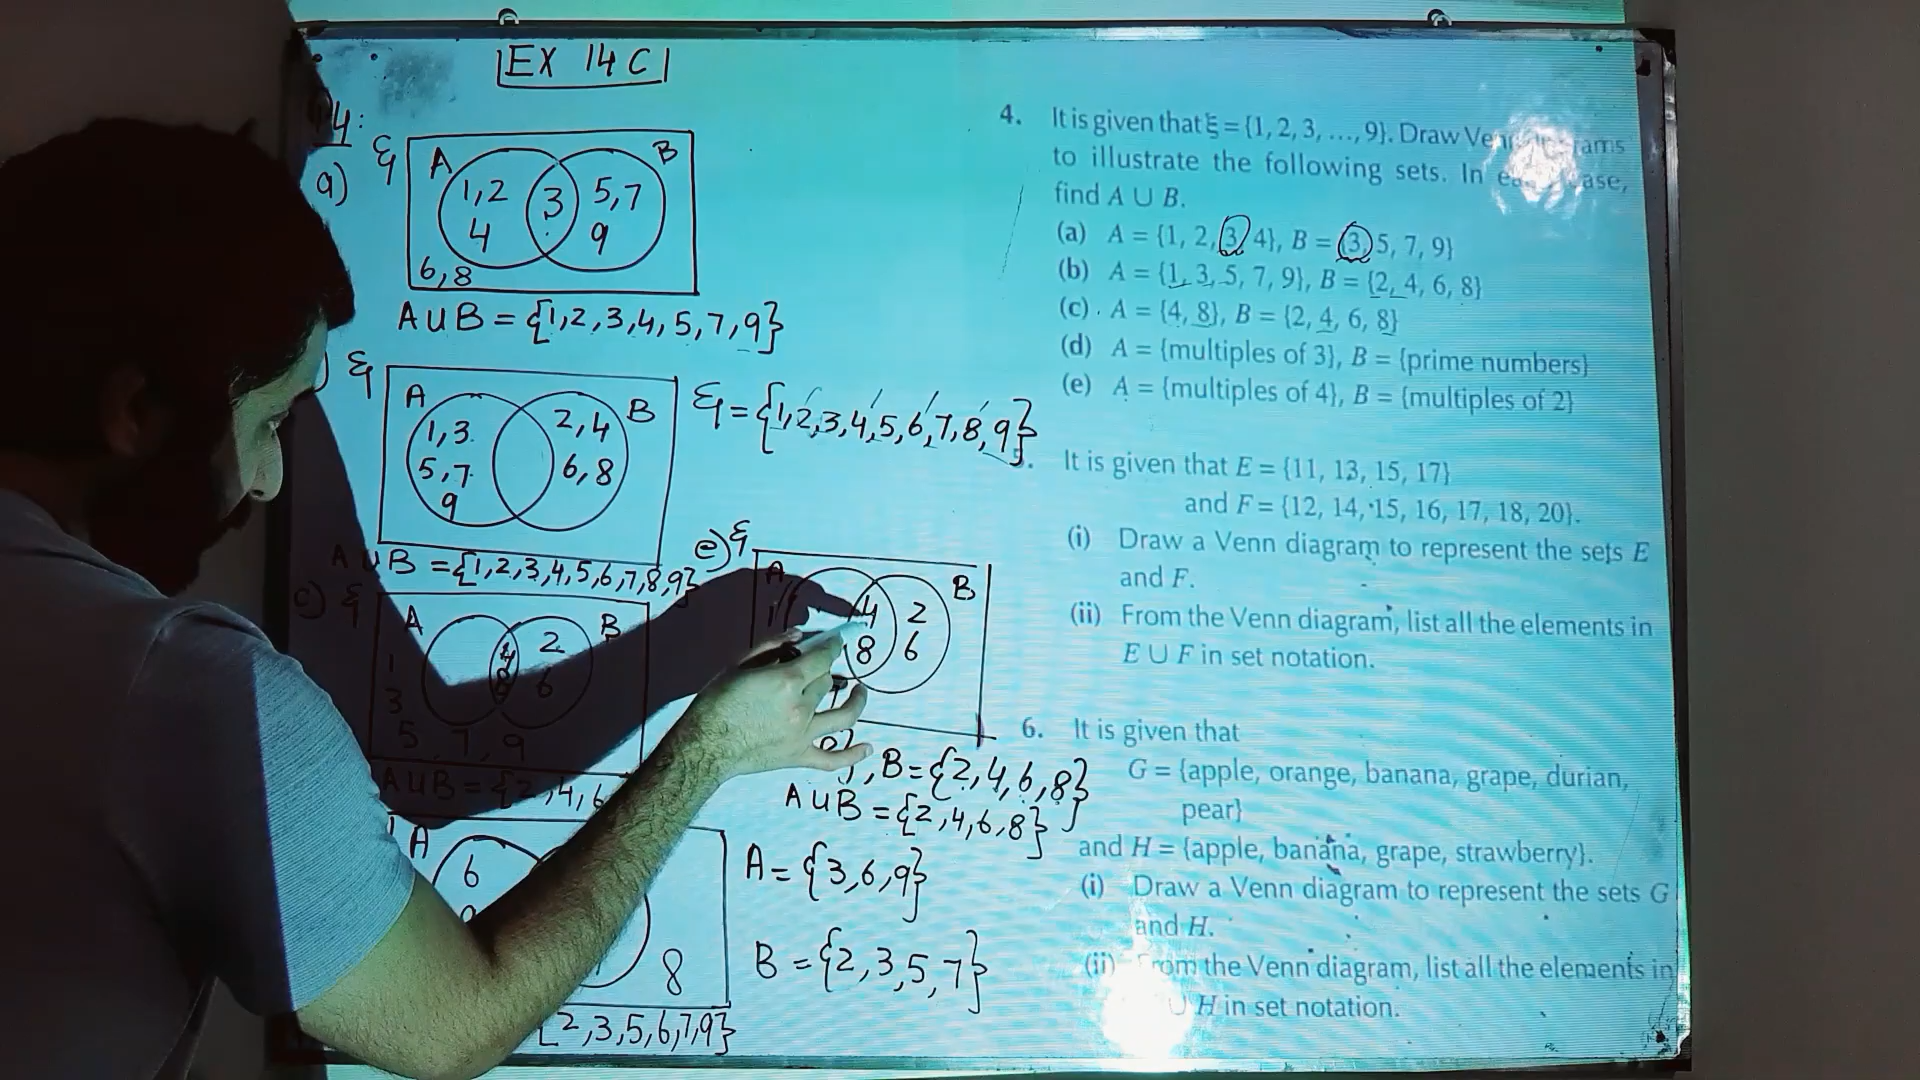 EX 14 C
4:
a) ξ
A B
1,2 3 5,7
4 9
6,8
A∪B = {1,2,3,4,5,7,9}
ξ
A B
1,3 2,4
5,7 6,8
9
ξ = {1,2,3,4,5,6,7,8,9}
A∪B = {1,2,3,4,5,6,7,8,9}
c) ξ
A B
1 4 2
3 8 6
5, 7, 9
A∪B = {2,4,6
e) ξ
A B
1 4 2
8 6
, B = {2,4,6,8}
A∪B = {2,4,6,8}
A
6
8
{2,3,5,6,7,9}
A = {3,6,9}
B = {2,3,5,7}
4. It is given that ξ = {1, 2, 3, ..., 9}. Draw
to illustrate the following sets. In
find A ∪ B.
(a) A = {1, 2, 3, 4}, B = {3, 5, 7, 9}
(b) A = {1, 3, 5, 7, 9}, B = {2, 4, 6, 8}
(c) A = {4, 8}, B = {2, 4, 6, 8}
(d) A = {multiples of 3}, B = {prime numbers}
(e) A = {multiples of 4}, B = {multiples of 2}
It is given that E = {11, 13, 15, 17}
and F = {12, 14, 15, 16, 17, 18, 20}.
(i) Draw a Venn diagram to represent the sets E
and F.
(ii) From the Venn diagram, list all the elements in
E ∪ F in set notation.
6. It is given that
G = {apple, orange, banana, grape, durian,
pear}
and H = {apple, banana, grape, strawberry}.
(i) Draw a Venn diagram to represent the sets G
and H.
(ii) From the Venn diagram, list all the elements in
∪ H in set notation.